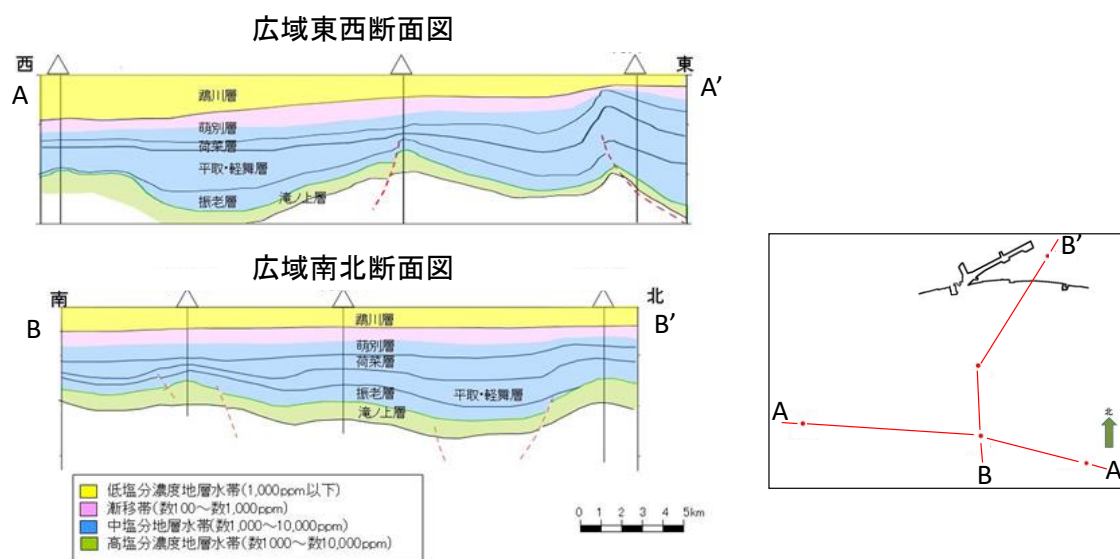 広域東西断面図
西
東
A
A’
鵡川層
萌別層
荷菜層
平取・軽舞層
振老層
滝ノ上層
広域南北断面図
南
北
B
B’
鵡川層
萌別層
荷菜層
振老層
平取・軽舞層
滝ノ上層
低塩分濃度地層水帯(1,000ppm以下)
漸移帯(数100～数1,000ppm)
中塩分地層水帯(数1,000～10,000ppm)
高塩分濃度地層水帯(数1000～数10,000ppm)
0 1 2 3 4 5km
B’
A
北
B
A